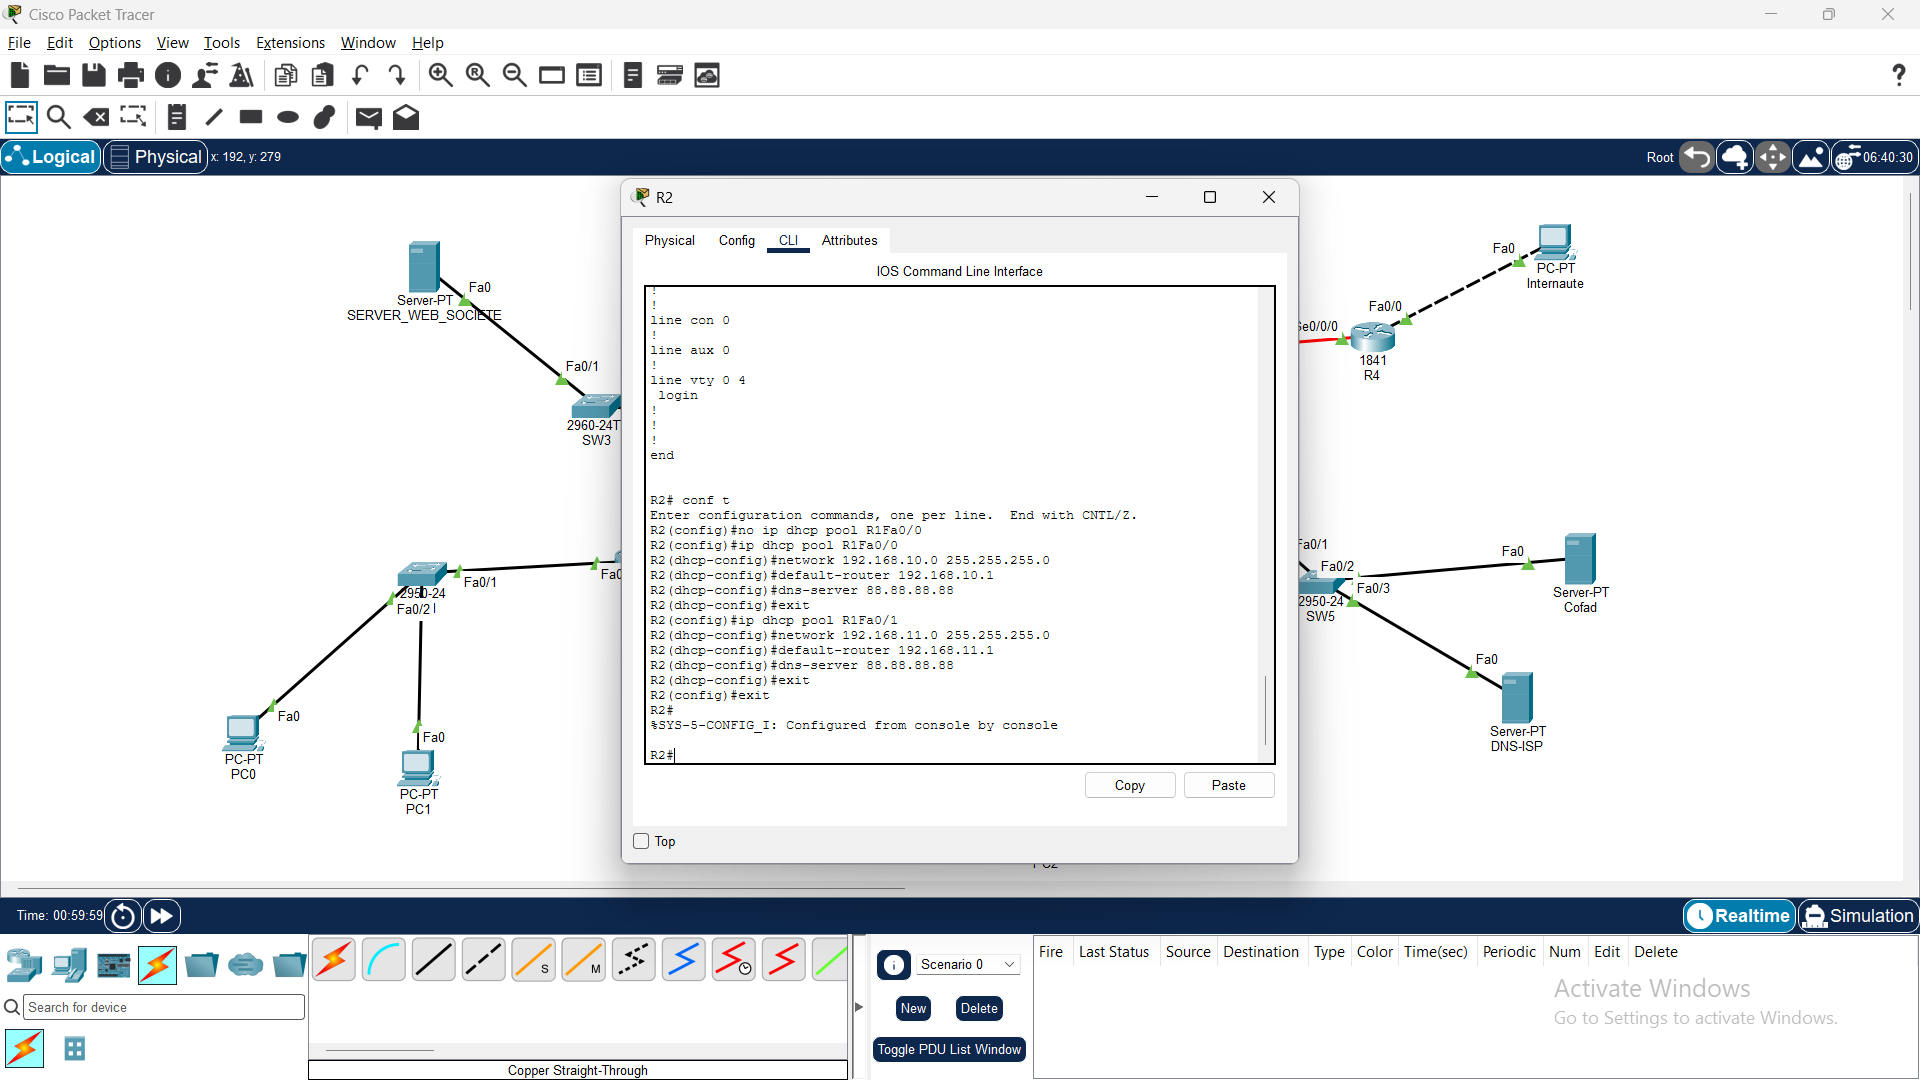 Cisco Packet Tracer
File Edit Options View Tools Extensions Window Help
Logical Physical x: 192, y: 279 Root 06:40:30
R2
Physical Config CLI Attributes
IOS Command Line Interface
!
!
line con 0
!
line aux 0
!
line vty 0 4
login
!
!
!
end
R2# conf t
Enter configuration commands, one per line. End with CNTL/Z.
R2(config)#no ip dhcp pool R1Fa0/0
R2(config)#ip dhcp pool R1Fa0/0
R2(dhcp-config)#network 192.168.10.0 255.255.255.0
R2(dhcp-config)#default-router 192.168.10.1
R2(dhcp-config)#dns-server 88.88.88.88
R2(dhcp-config)#exit
R2(config)#ip dhcp pool R1Fa0/1
R2(dhcp-config)#network 192.168.11.0 255.255.255.0
R2(dhcp-config)#default-router 192.168.11.1
R2(dhcp-config)#dns-server 88.88.88.88
R2(dhcp-config)#exit
R2(config)#exit
R2#
%SYS-5-CONFIG_I: Configured from console by console
R2#
Copy Paste
Top
Fa0
Server-PT
SERVER_WEB_SOCIETE
Fa0/1
2960-24T
SW3
Fa0/1
2950-24
Fa0/2
Fa0
PC-PT
PC0
Fa0
PC-PT
PC1
Fa0
PC-PT
Internaute
Fa0/0
Se0/0/0
1841
R4
Fa0/1
Fa0/2
Fa0/3
2950-24
SW5
Fa0
Server-PT
Cofad
Fa0
Server-PT
DNS-ISP
PC2
Time: 00:59:59 Realtime Simulation
Search for device
S
M
Copper Straight-Through
Scenario 0
New Delete
Toggle PDU List Window
Fire Last Status Source Destination Type Color Time(sec) Periodic Num Edit Delete
Activate Windows
Go to Settings to activate Windows.